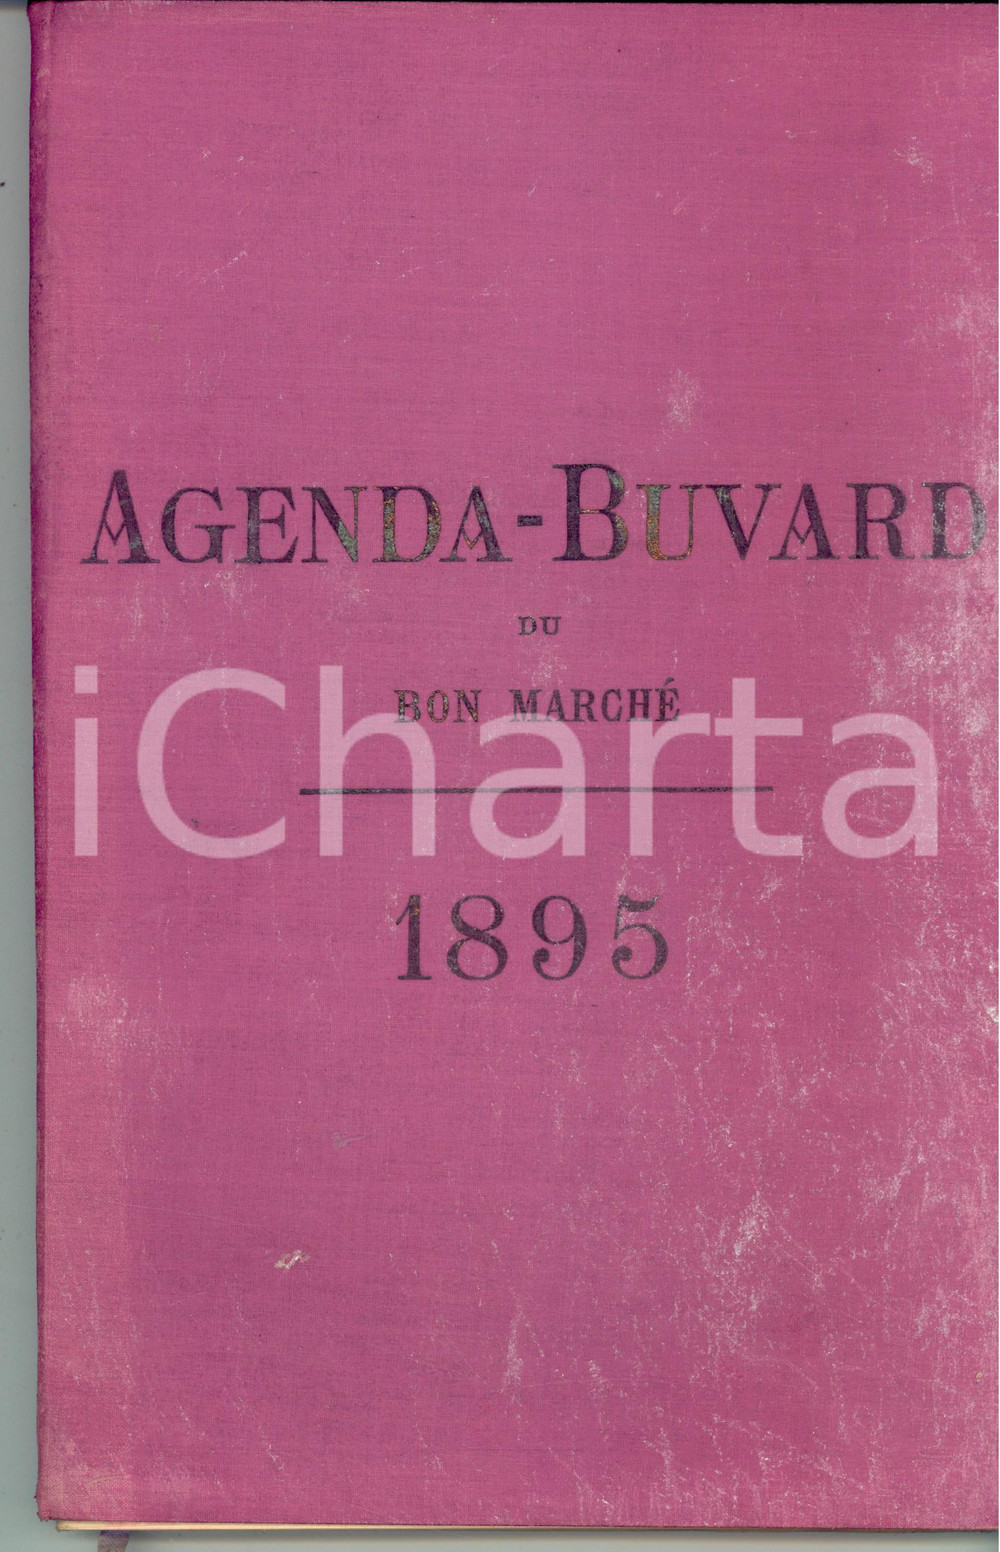 AGENDA-BUVARD
DU
BON MARCHÉ
iCharta
1895